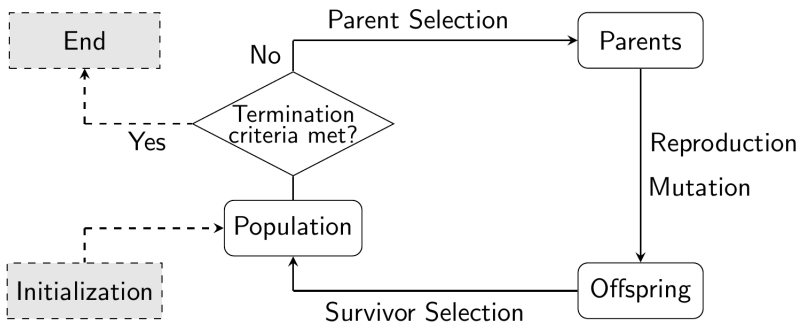 Parent Selection
End
No
Parents
Termination
criteria met?
Yes
Reproduction
Mutation
Population
Initialization
Offspring
Survivor Selection